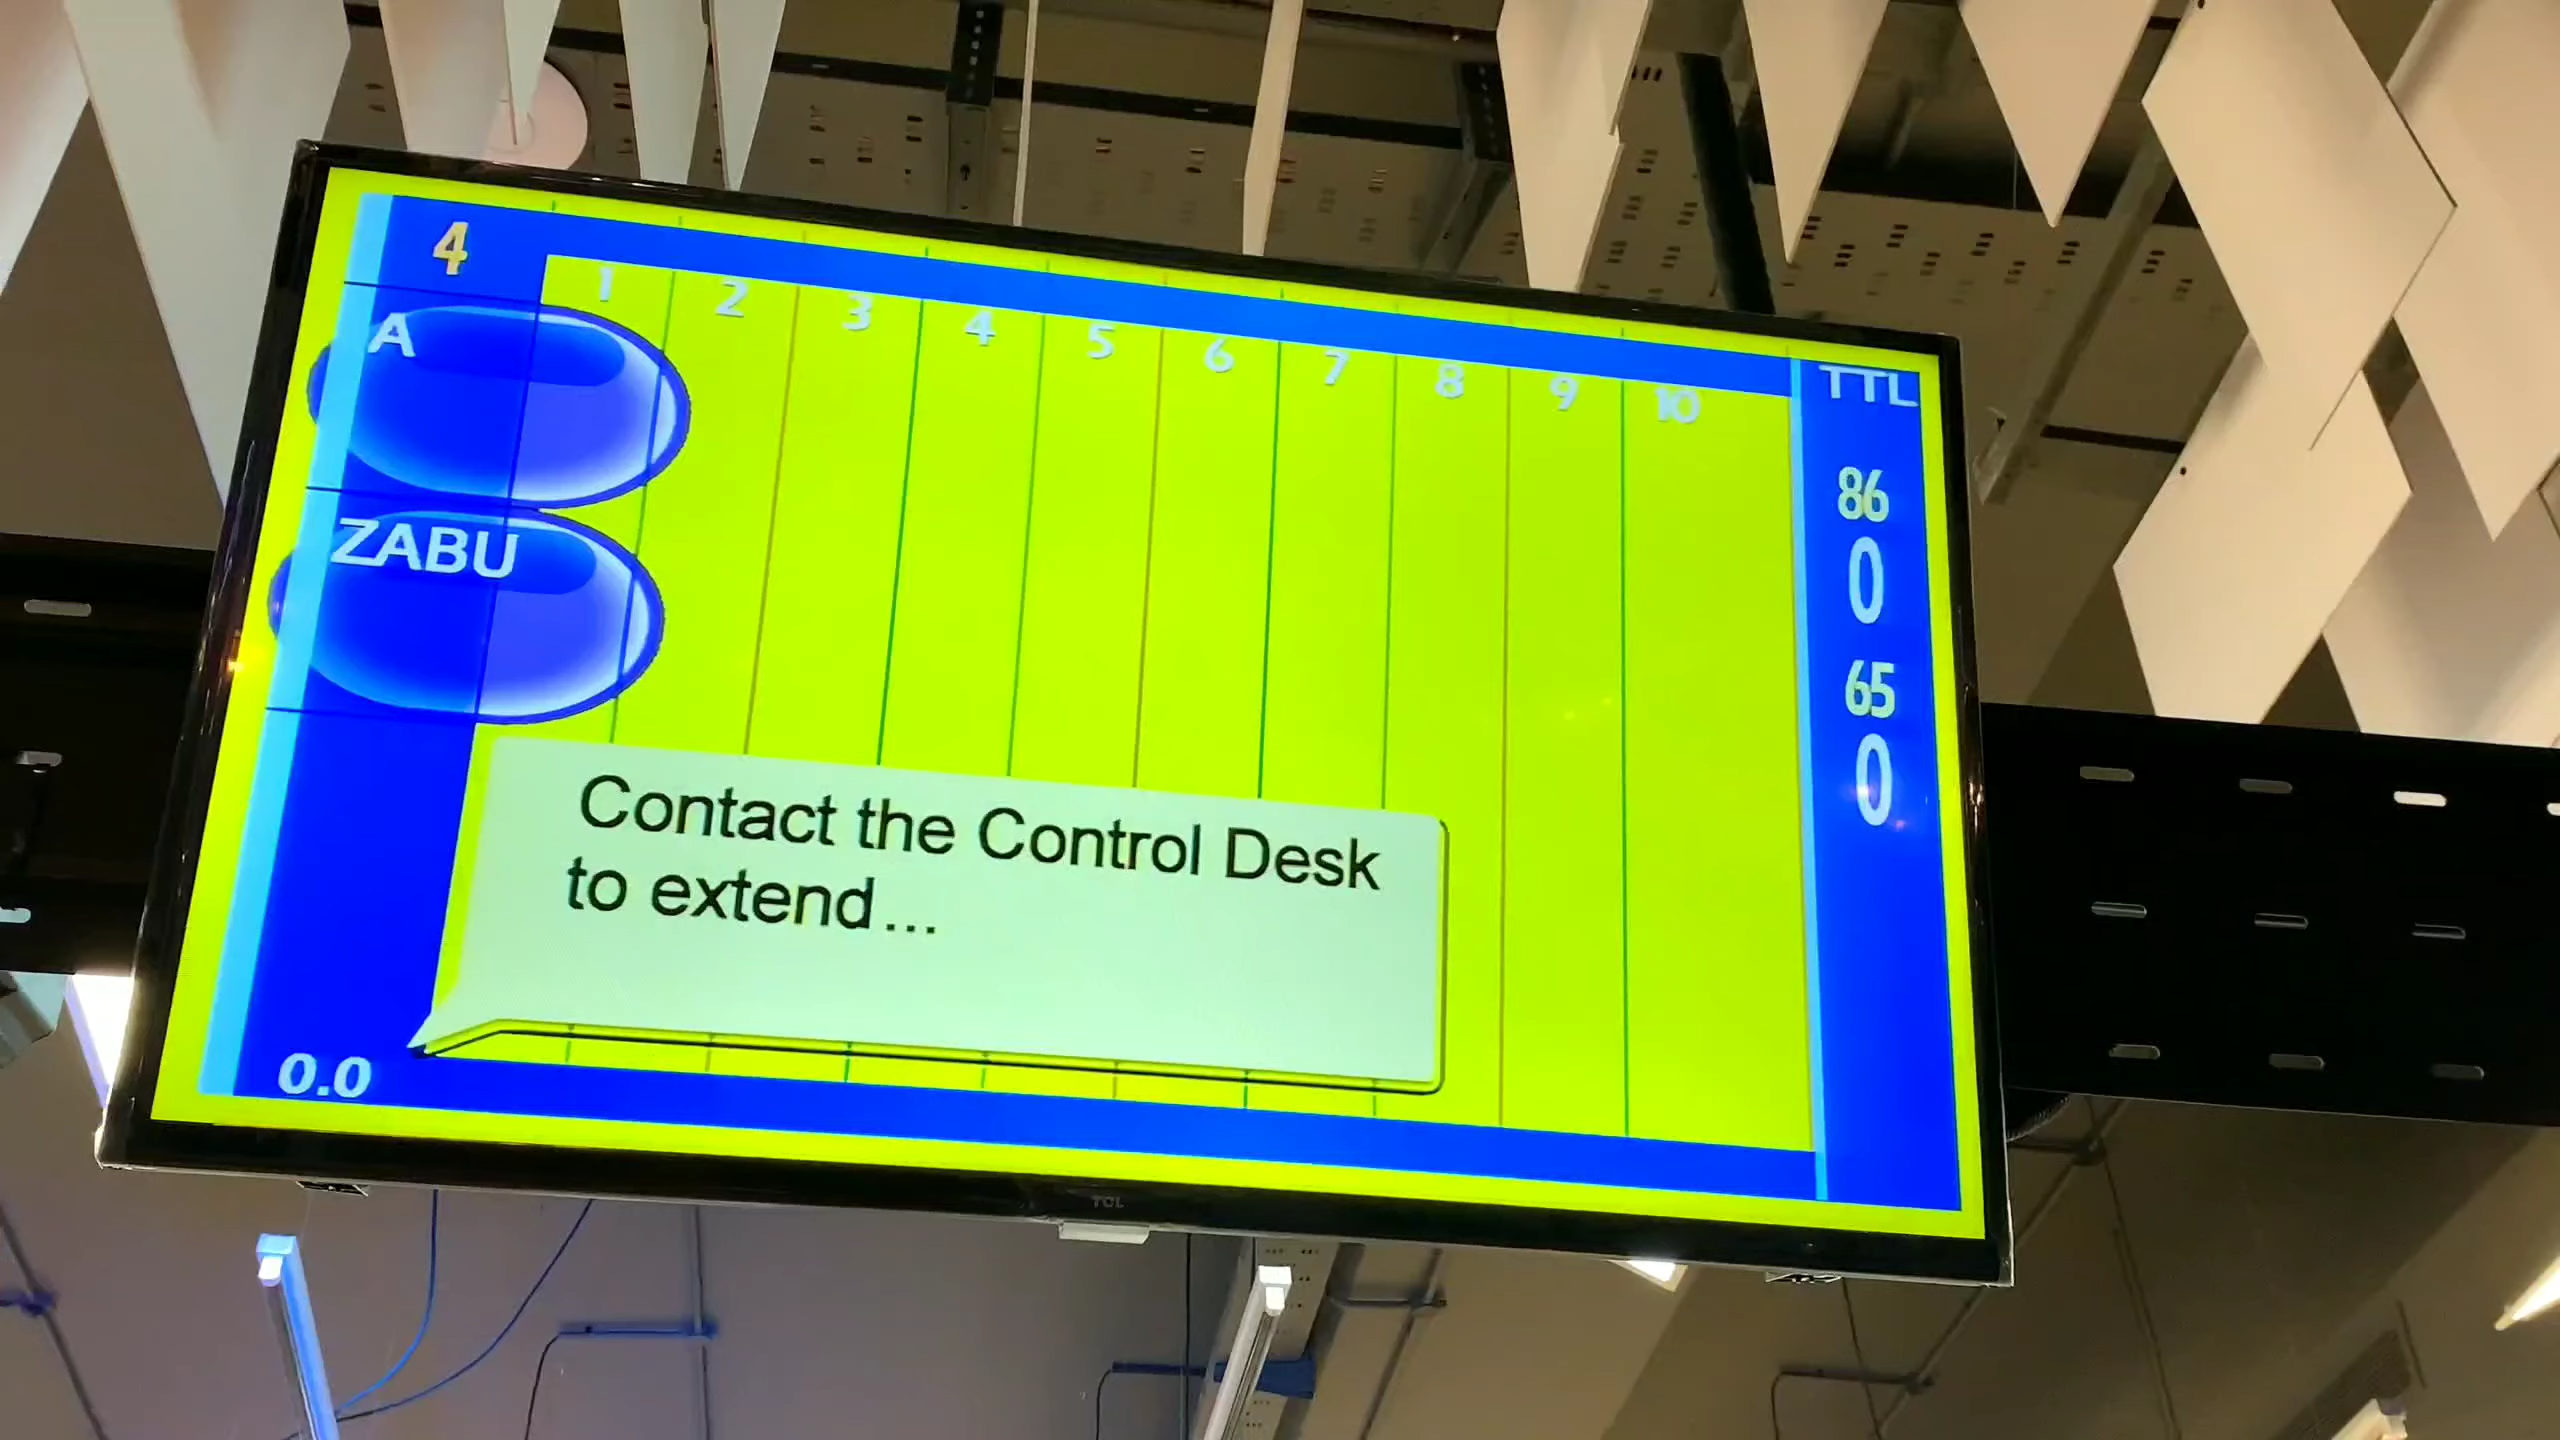 4
1 2 3 4 5 6 7 8 9 10 TTL
A
86
0
ZABU
65
0
Contact the Control Desk
to extend...
0.0
TCL